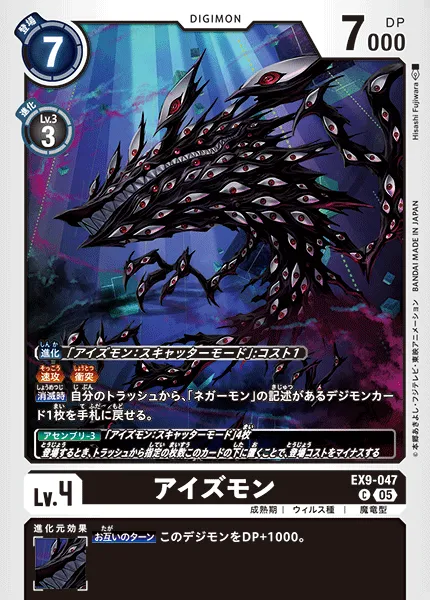 DIGIMON
登場
7
7000
DP
進化
Lv.3
3
Hisashi Fujiwara
BANDAI MADE IN JAPAN
©本郷あきよし・フジテレビ・東映アニメーション
進化 「アイズモン:スキャッターモード」:コスト1
速攻 衝突
消滅時 自分のトラッシュから、「ネガーモン」の記述があるデジモンカー
ド1枚を手札に戻せる。
アセンブリ-3 「アイズモン:スキャッターモード」4枚
登場するとき、トラッシュから指定の枚数このカードの下に置くことで、登場コストをマイナスする
Lv.4
アイズモン
EX9-047
C 05
成熟期 | ウィルス種 | 魔竜型
進化元効果
お互いのターン このデジモンをDP+1000。